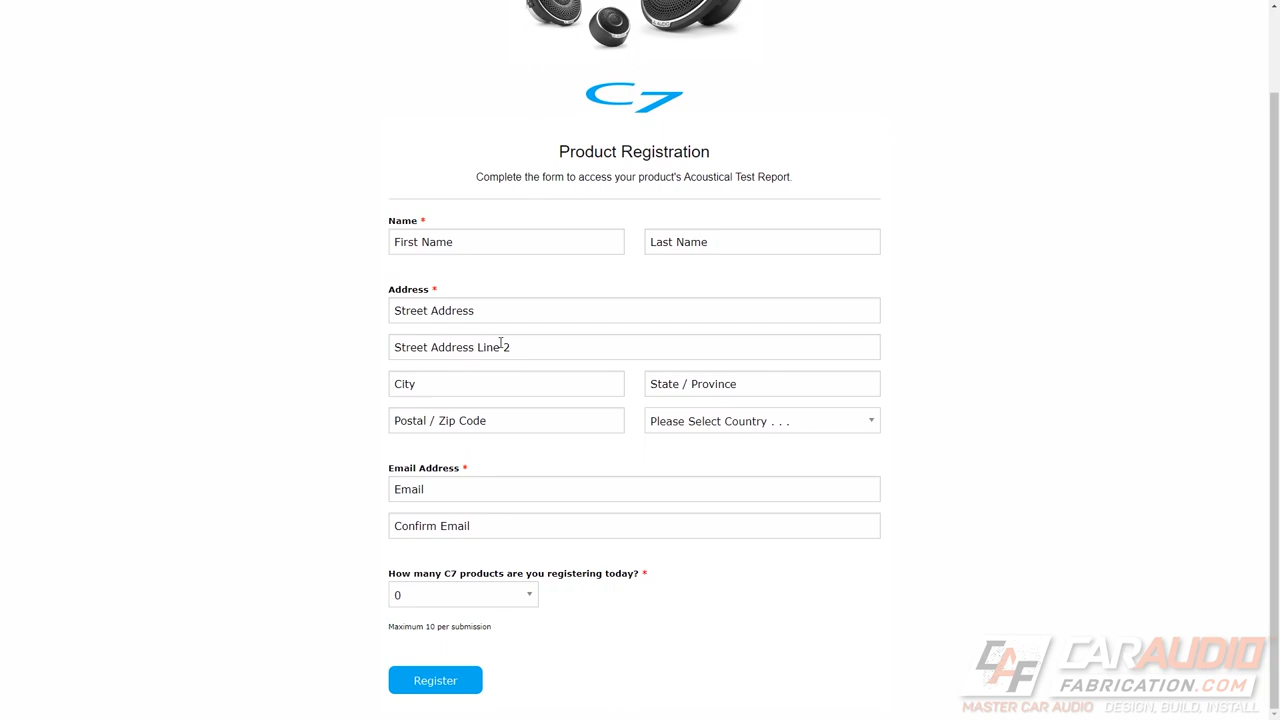 C7
Product Registration
Complete the form to access your product's Acoustical Test Report.
Name *
First Name
Last Name
Address *
Street Address
Street Address Line 2
City
State / Province
Postal / Zip Code
Please Select Country . . .
Email Address *
Email
Confirm Email
How many C7 products are you registering today? *
0
Maximum 10 per submission
Register
CAF
CARAUDIO
FABRICATION.COM
MASTER CAR AUDIO DESIGN, BUILD, INSTALL